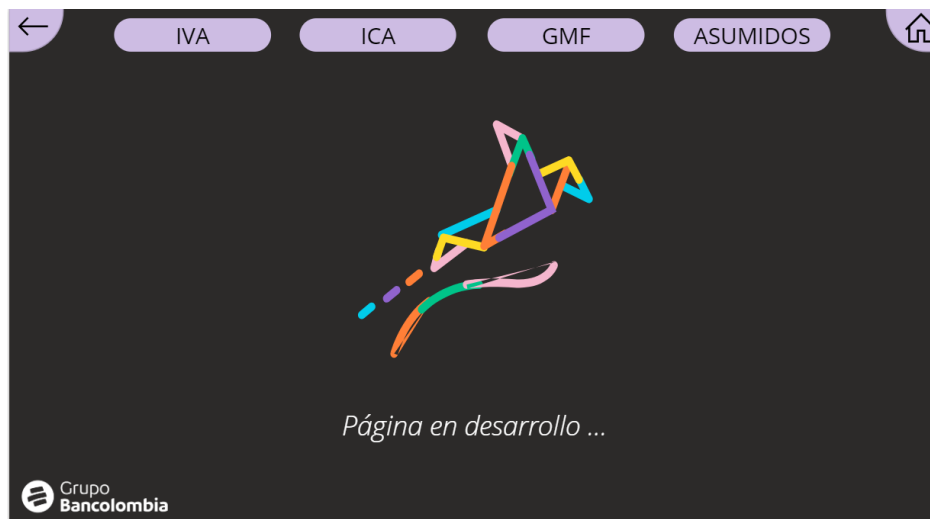 IVA
ICA
GMF
ASUMIDOS
Página en desarrollo ...
Grupo
Bancolombia